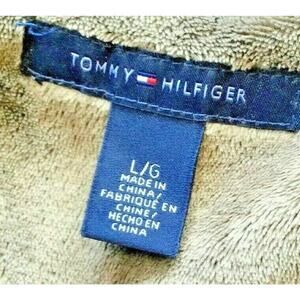 TOMMY HILFIGER
L/G
MADE IN
CHINA/
FABRIQUÉ EN
CHINE/
HECHO EN
CHINA